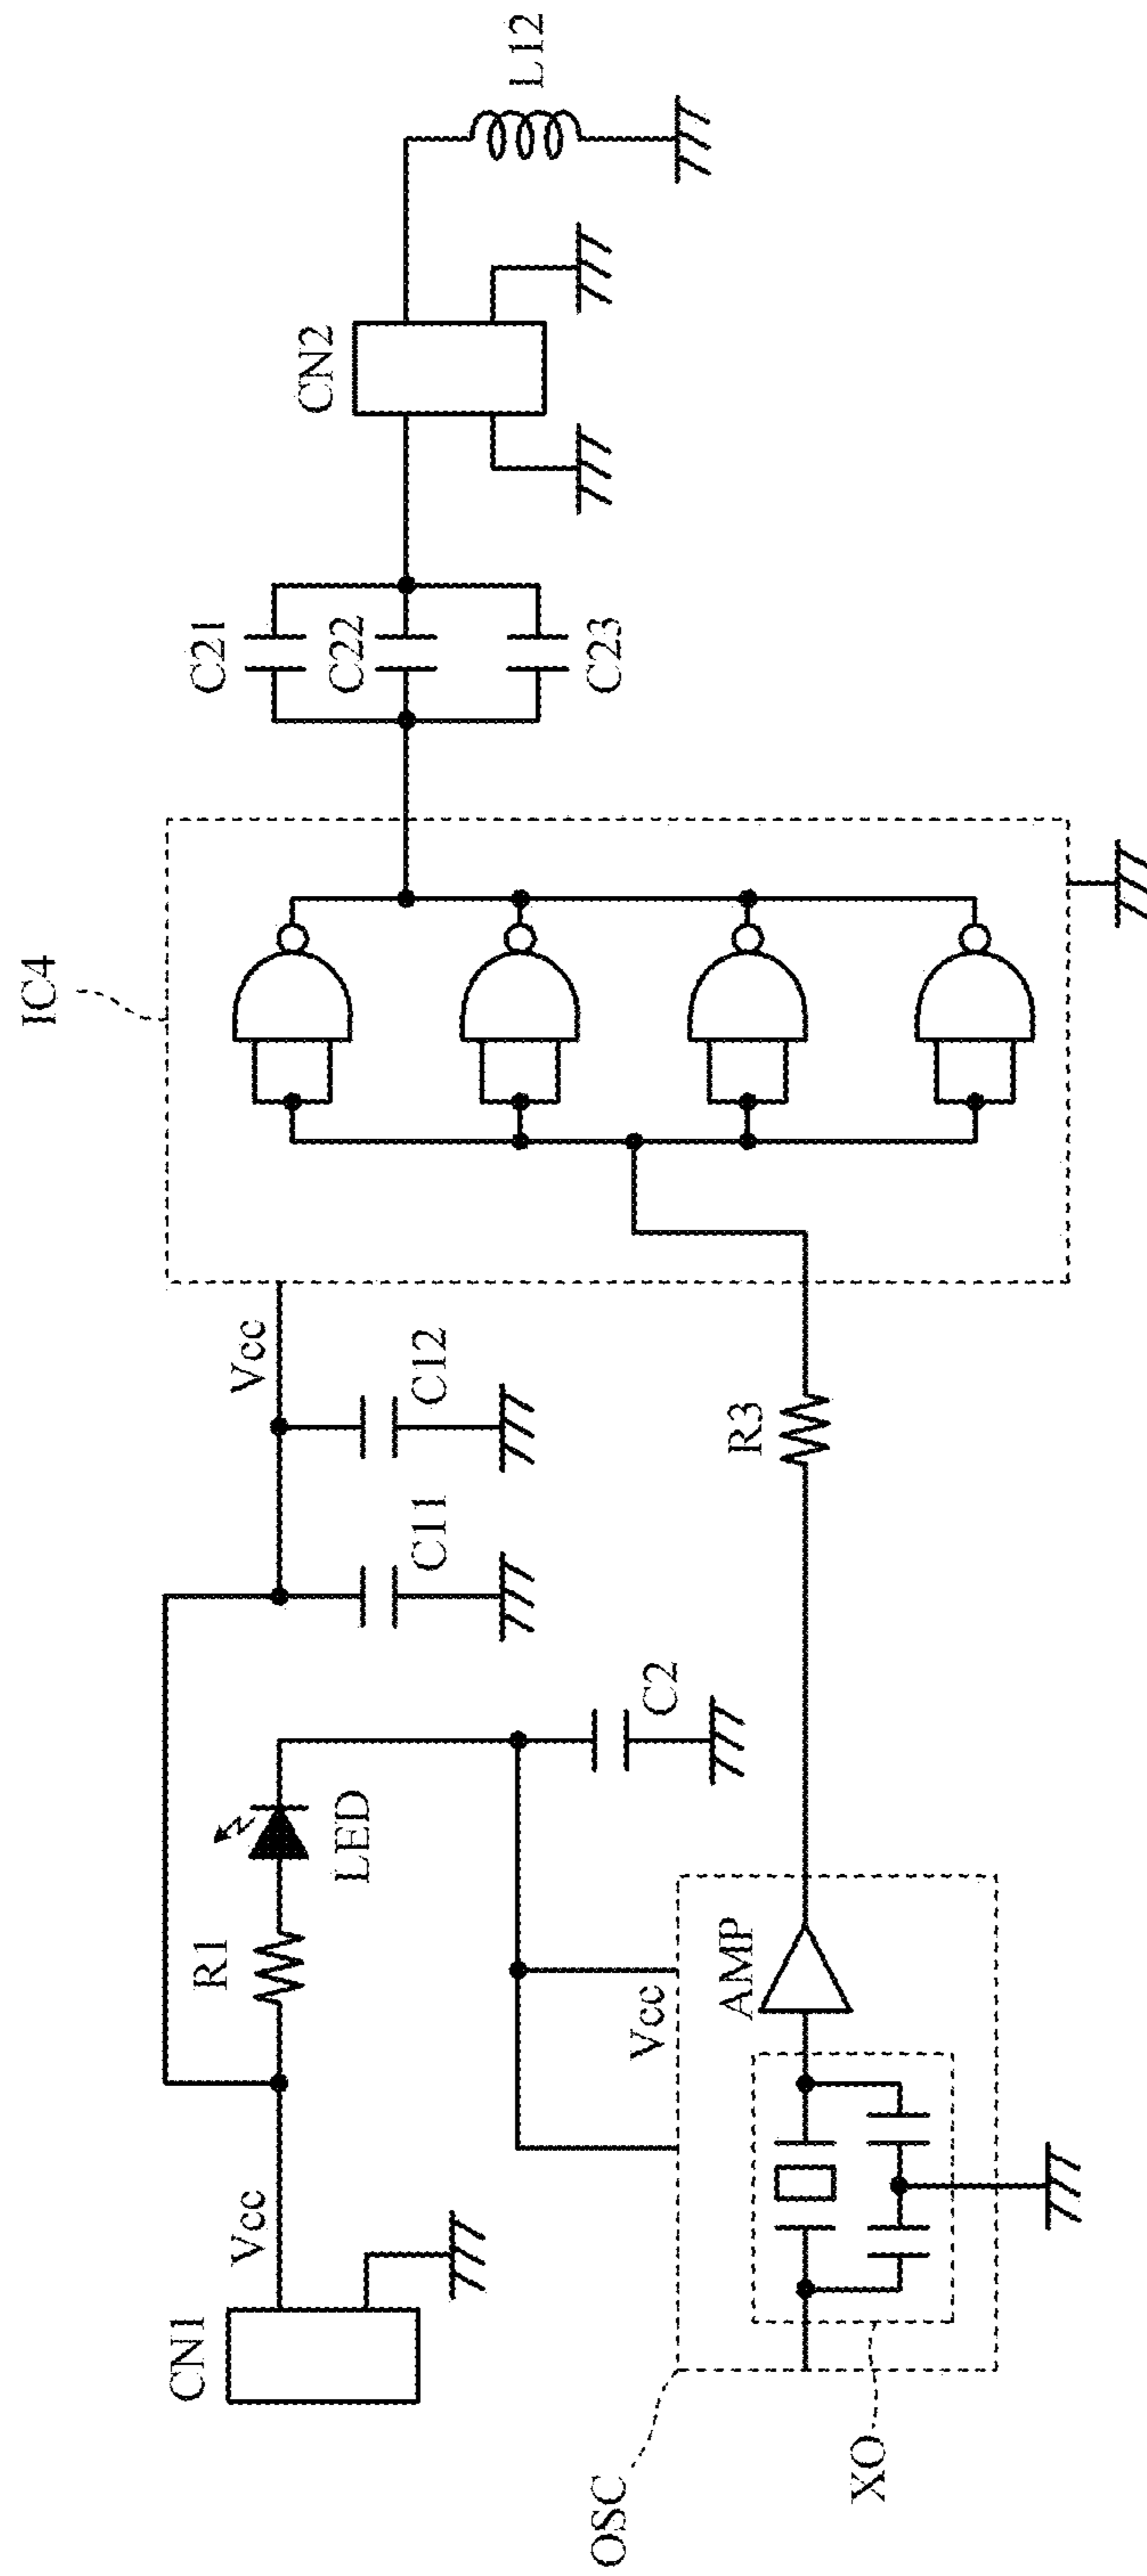 IC4
CN1
Vcc
R1
LED
C2
C11
C12
Vcc
C21
C22
C23
CN2
L12
OSC
XO
Vcc
AMP
R3